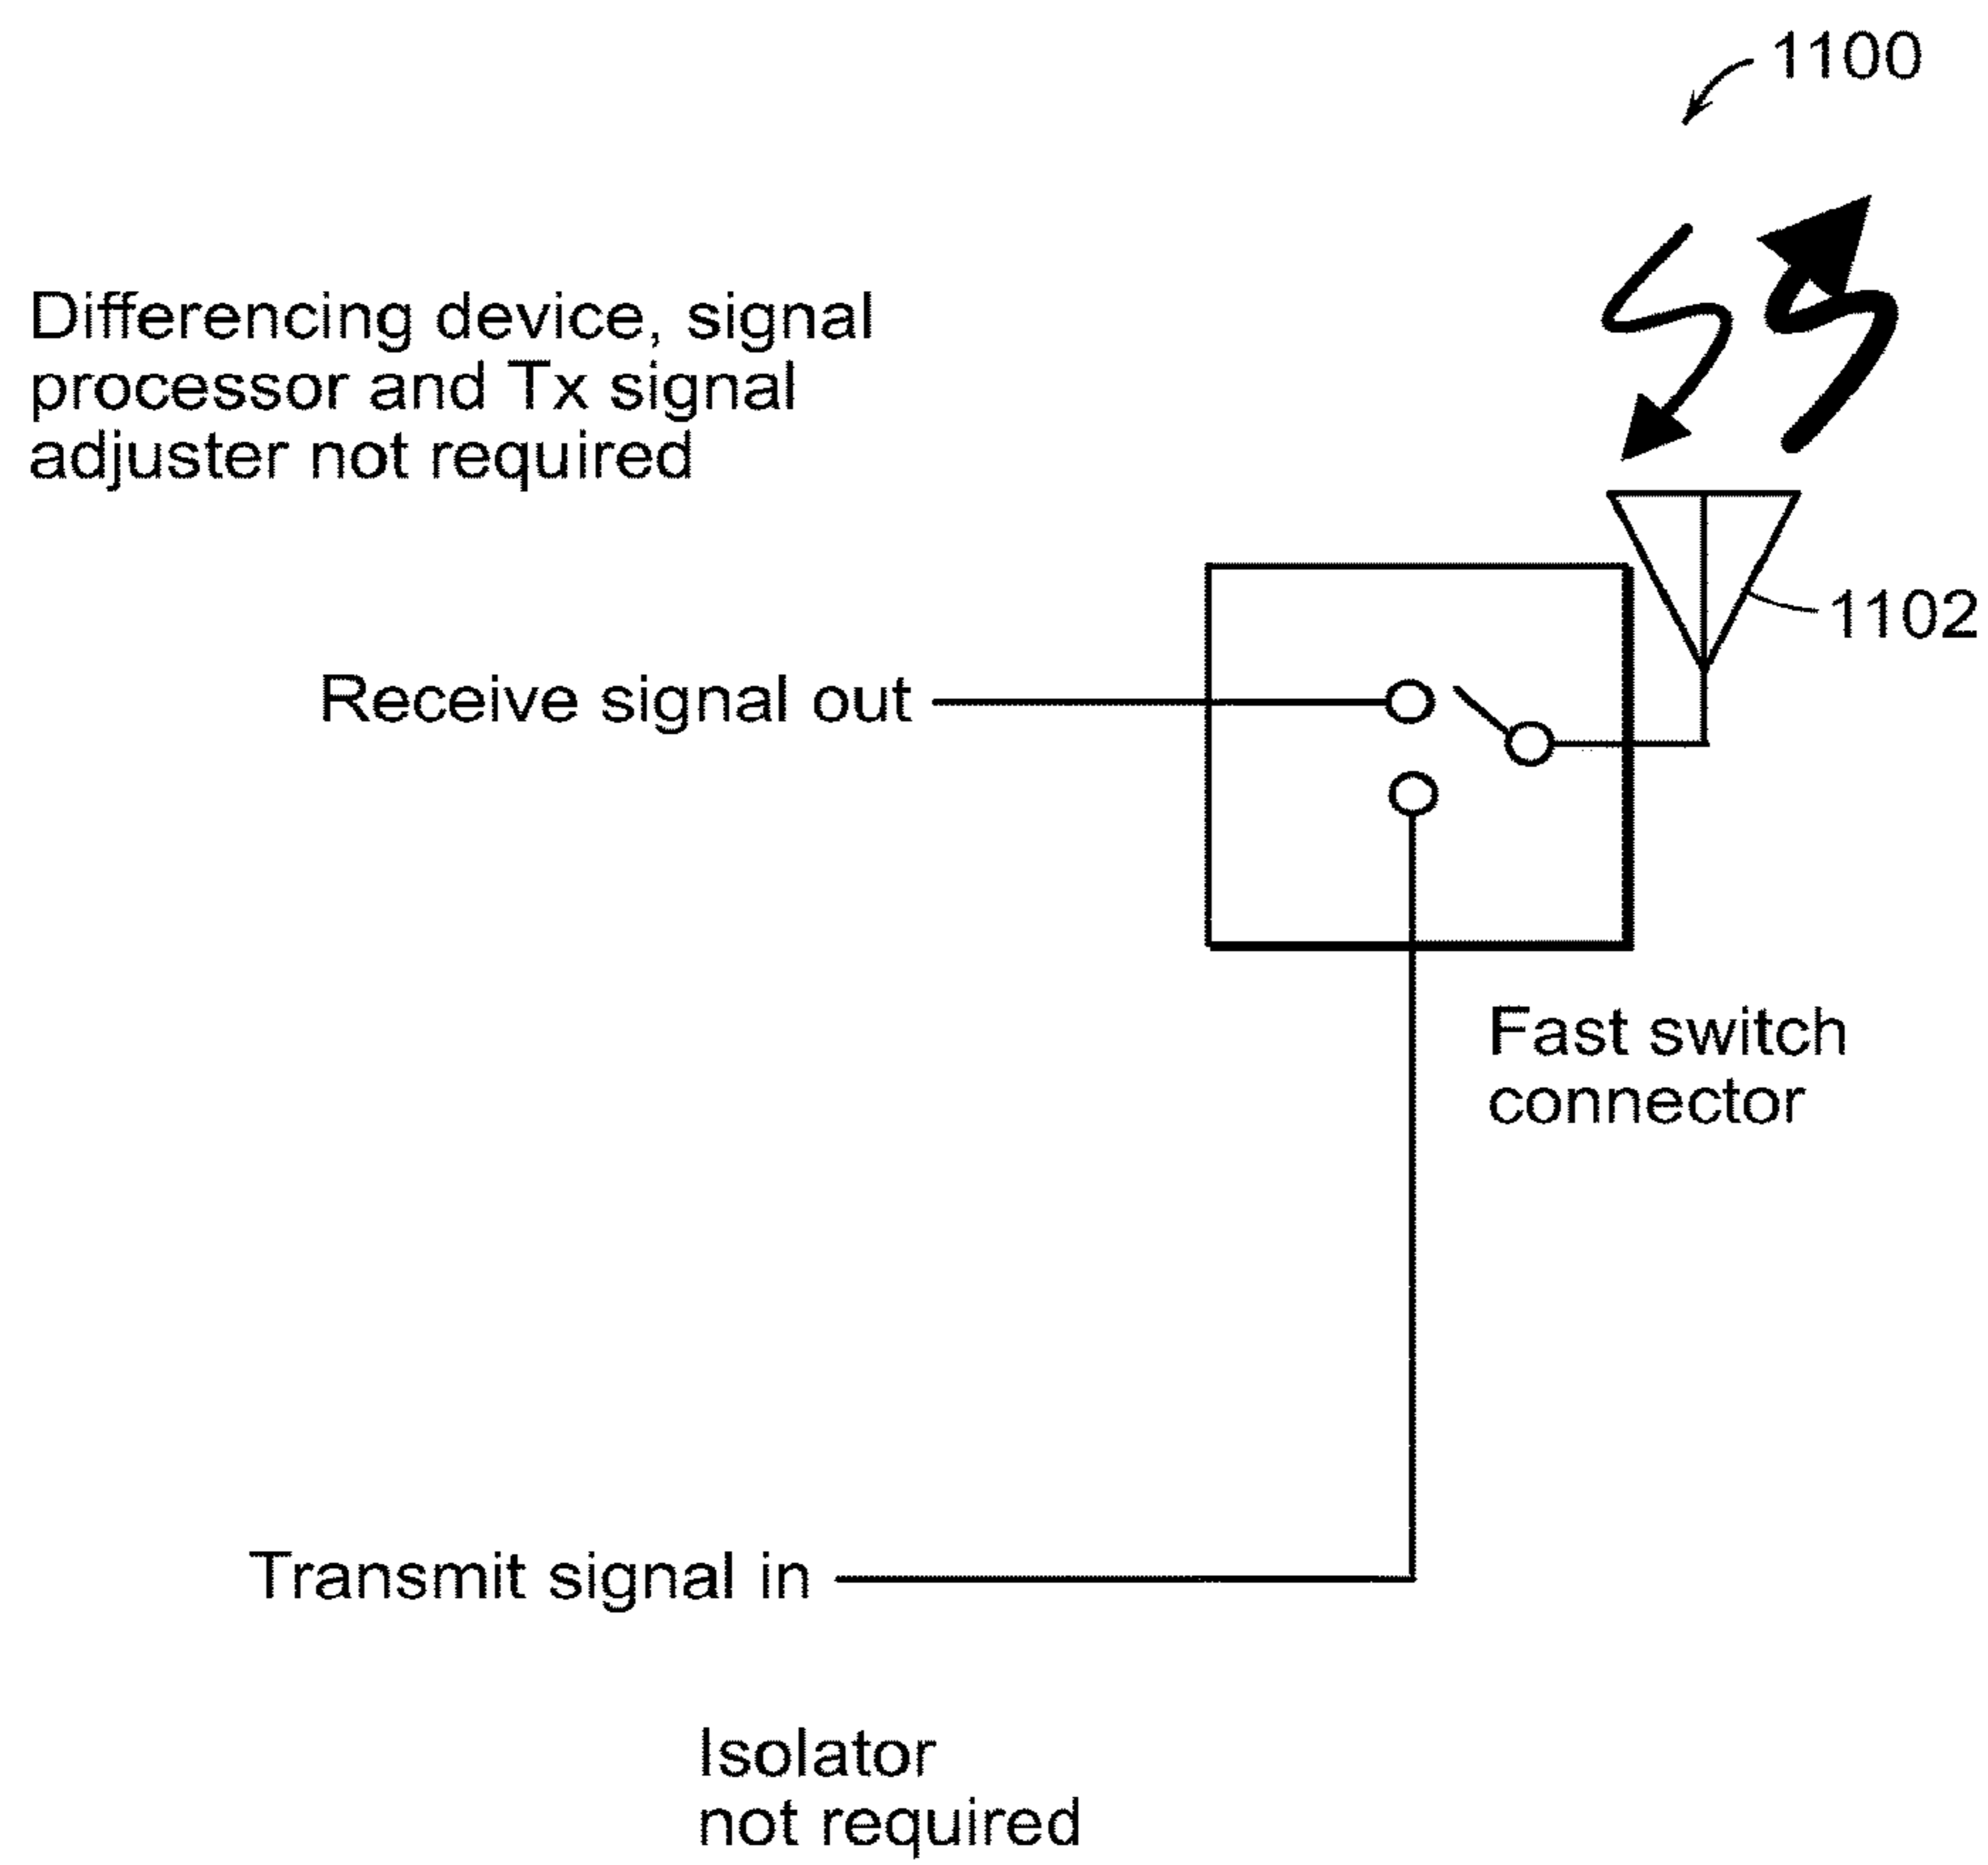 1100
Differencing device, signal
processor and Tx signal
adjuster not required
1102
Receive signal out
Fast switch
connector
Transmit signal in
Isolator
not required